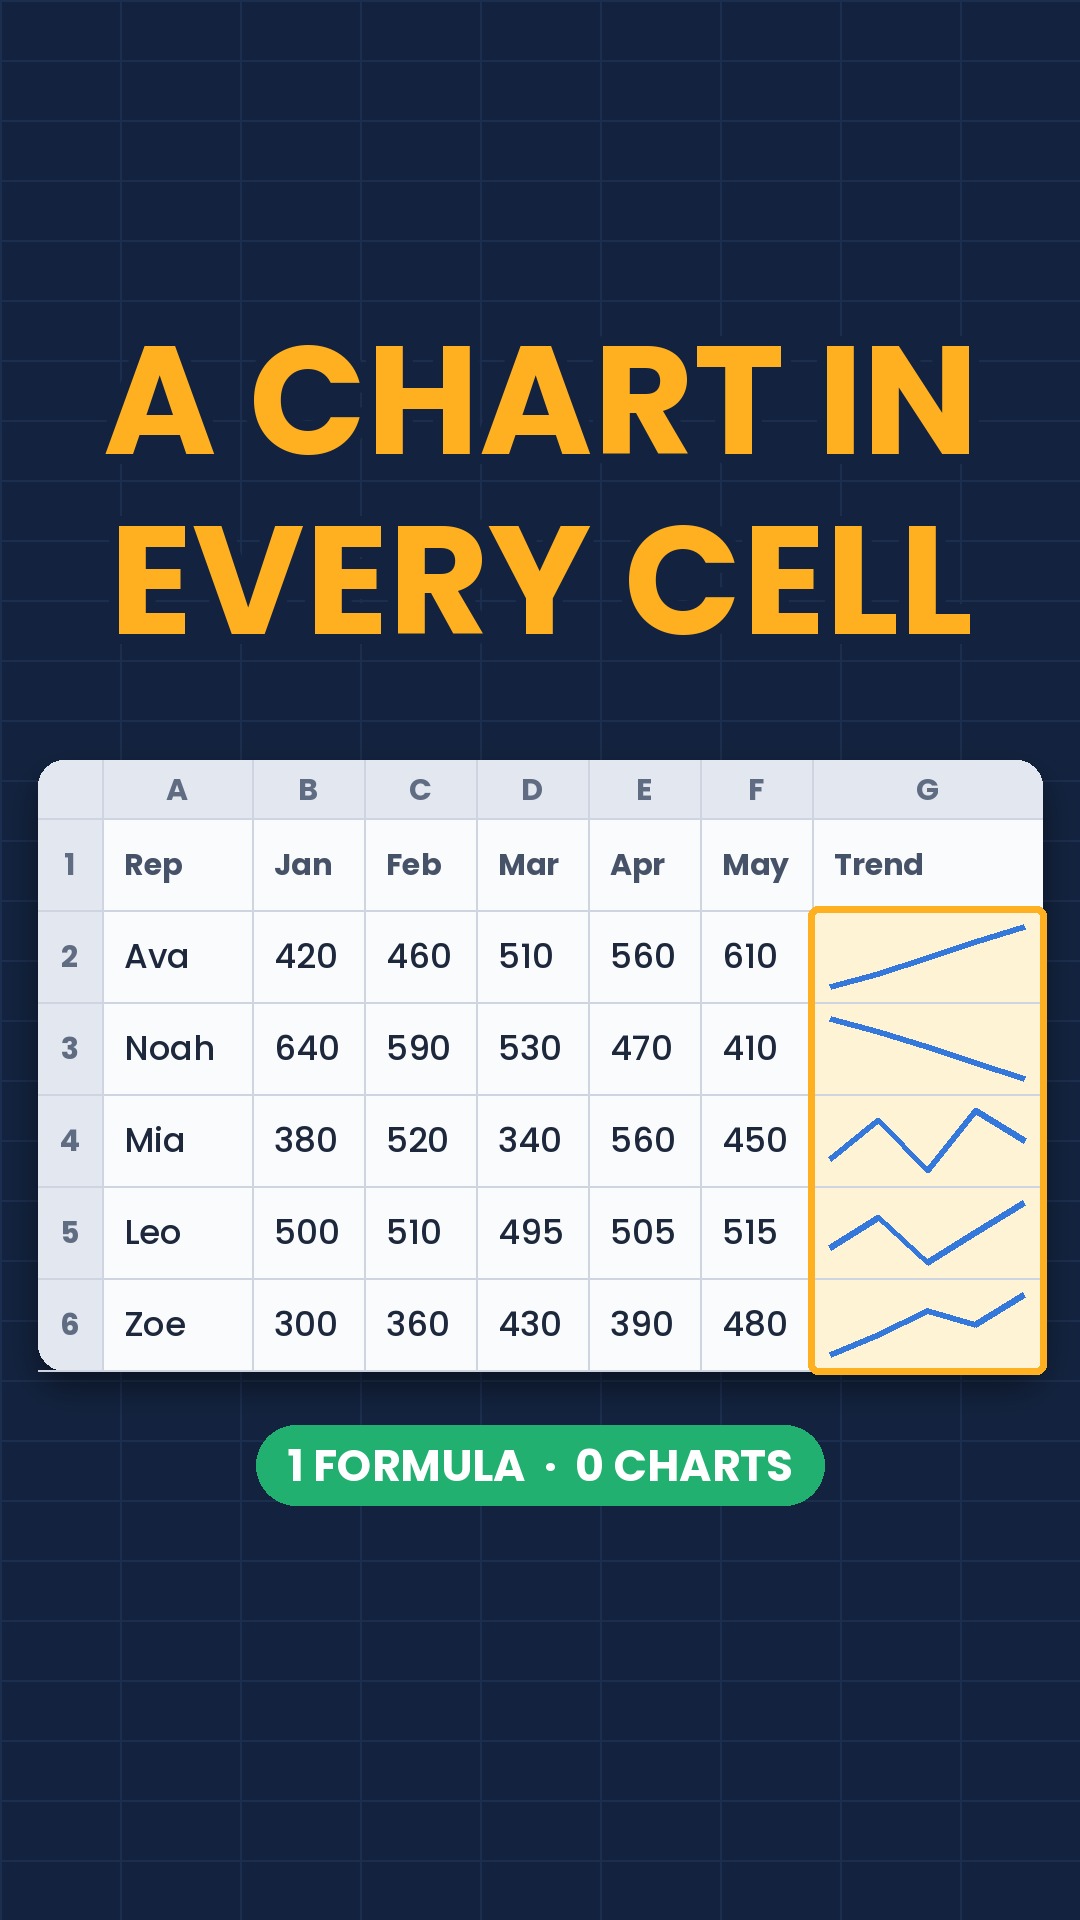 A CHART IN
EVERY CELL
A B C D E F G
1 Rep Jan Feb Mar Apr May Trend
2 Ava 420 460 510 560 610
3 Noah 640 590 530 470 410
4 Mia 380 520 340 560 450
5 Leo 500 510 495 505 515
6 Zoe 300 360 430 390 480
1 FORMULA · 0 CHARTS